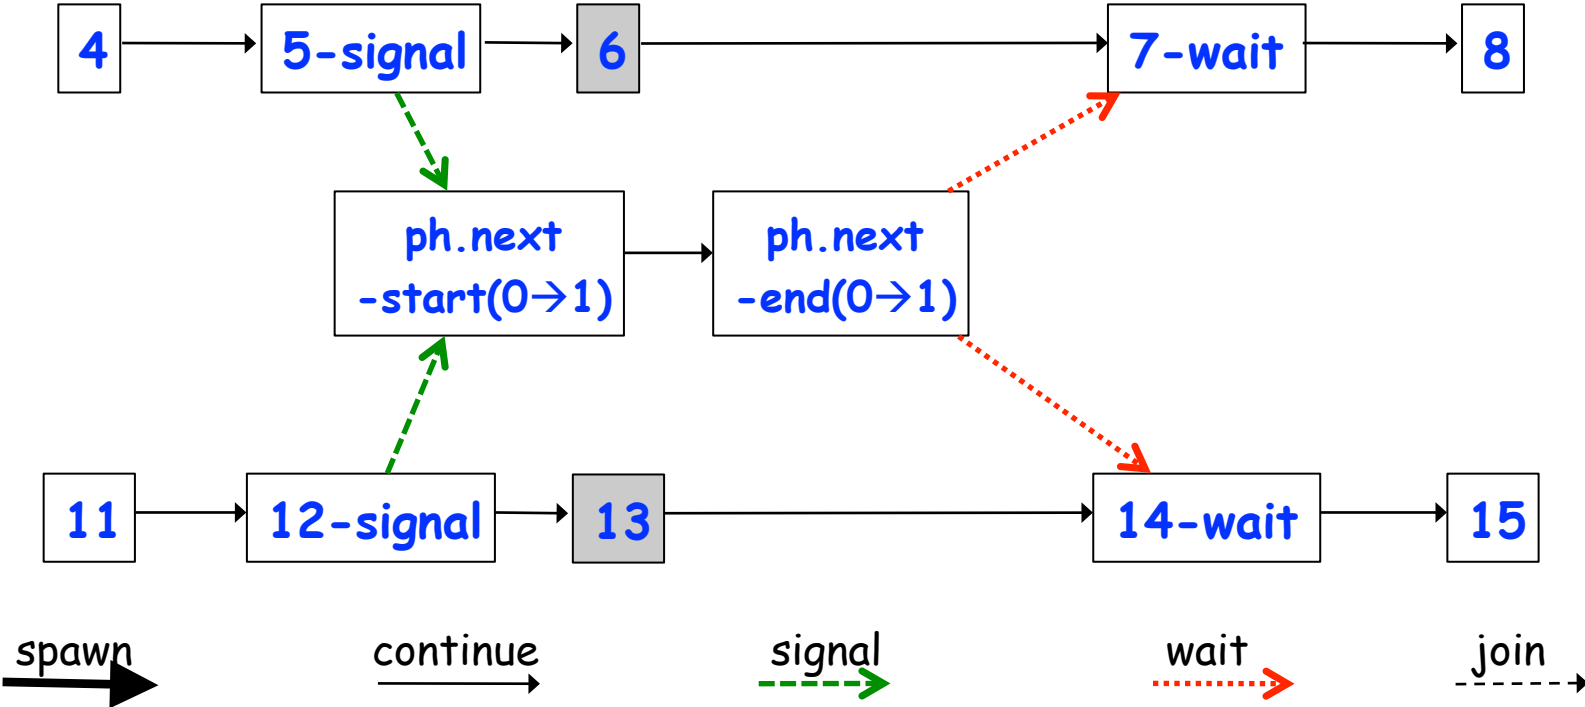 4
5-signal
6
7-wait
8
ph.next
-start(0→1)
ph.next
-end(0→1)
11
12-signal
13
14-wait
15
spawn
continue
signal
wait
join